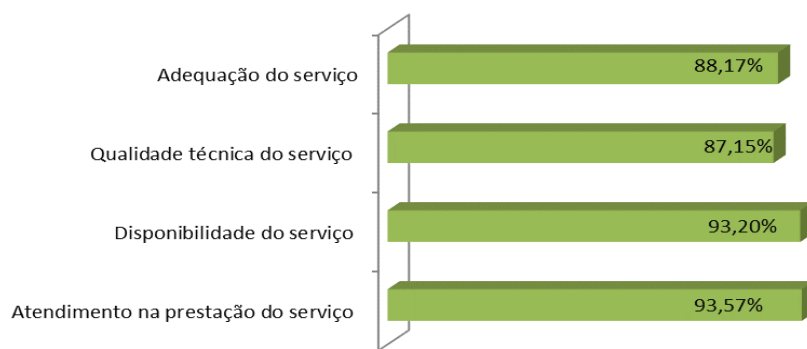 Adequação do serviço
88,17%
Qualidade técnica do serviço
87,15%
Disponibilidade do serviço
93,20%
Atendimento na prestação do serviço
93,57%